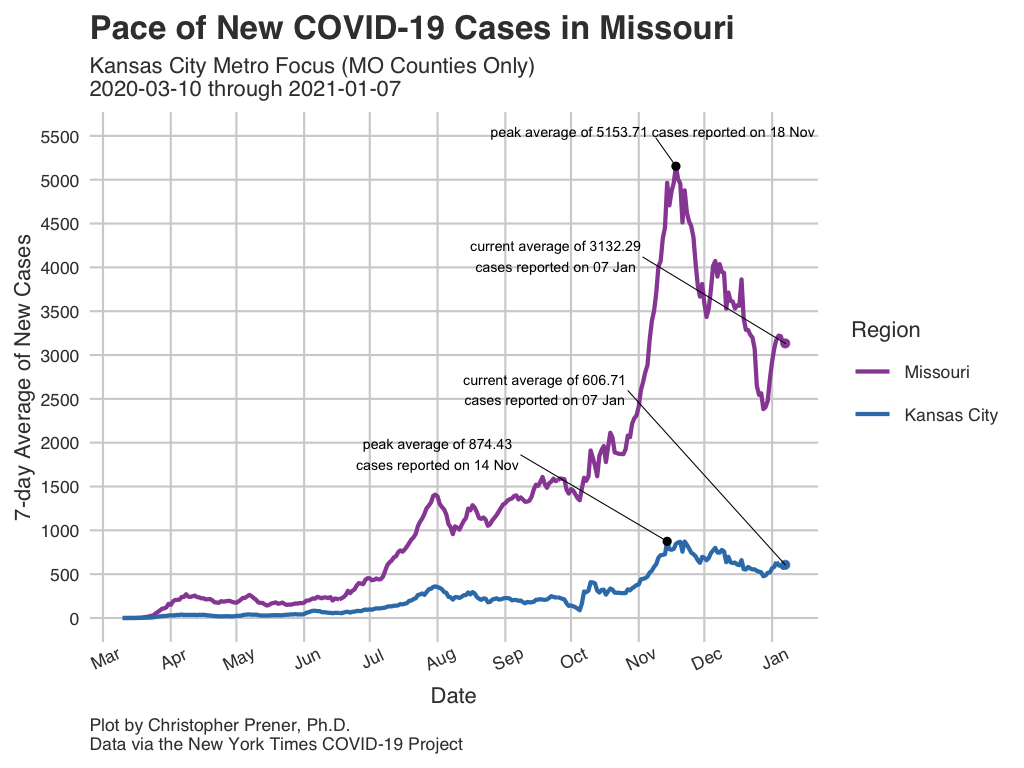 Pace of New COVID-19 Cases in Missouri
Kansas City Metro Focus (MO Counties Only)
2020-03-10 through 2021-01-07
peak average of 5153.71 cases reported on 18 Nov
current average of 3132.29
cases reported on 07 Jan
current average of 606.71
cases reported on 07 Jan
peak average of 874.43
cases reported on 14 Nov
7-day Average of New Cases
5500
5000
4500
4000
3500
3000
2500
2000
1500
1000
500
0
Mar
Apr
May
Jun
Jul
Aug
Sep
Oct
Nov
Dec
Jan
Date
Region
Missouri
Kansas City
Plot by Christopher Prener, Ph.D.
Data via the New York Times COVID-19 Project